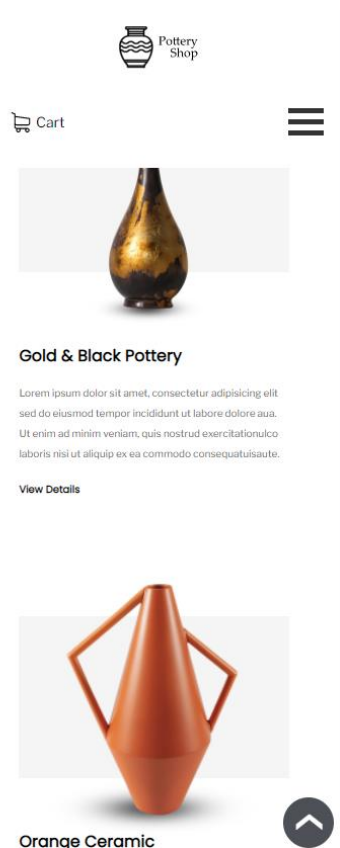 Pottery
Shop
Cart
Gold & Black Pottery
Lorem ipsum dolor sit amet, consectetur adipisicing elit
sed do eiusmod tempor incididunt ut labore dolore aua.
Ut enim ad minim veniam, quis nostrud exercitationulco
laboris nisi ut aliquip ex ea commodo consequatuisaute.
View Details
Orange Ceramic